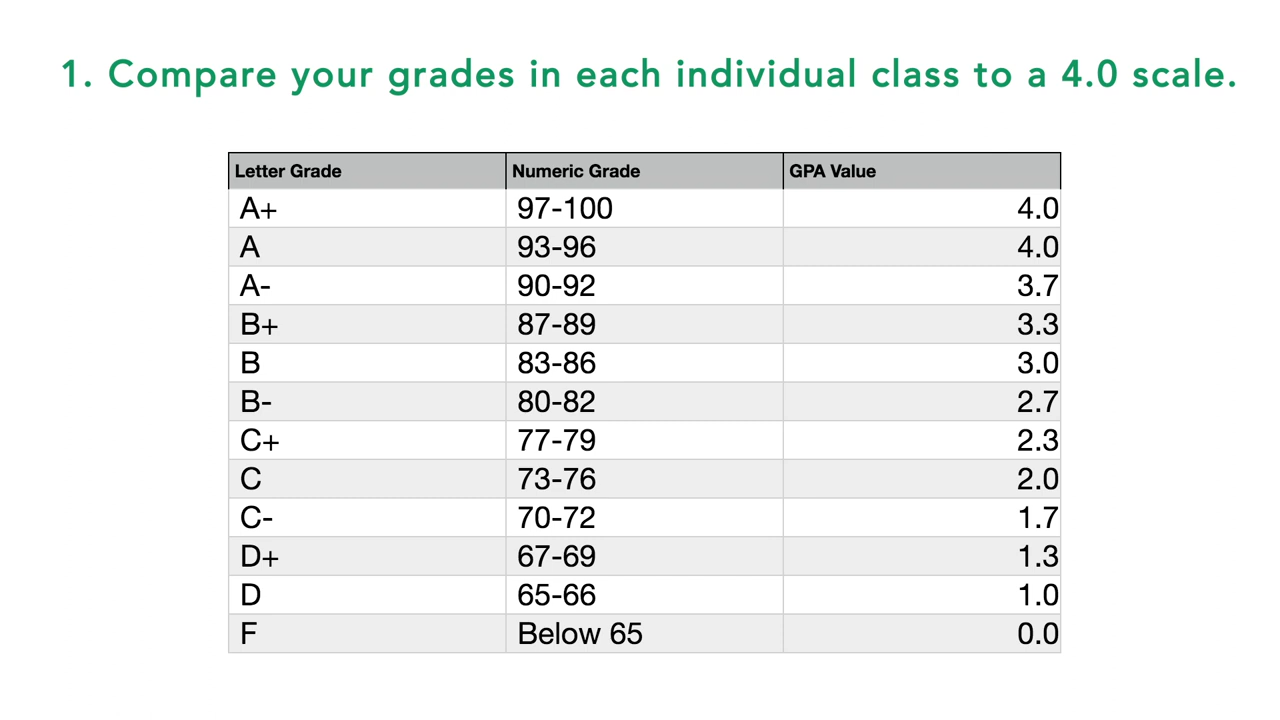 1. Compare your grades in each individual class to a 4.0 scale.
Letter Grade Numeric Grade GPA Value
A+ 97-100 4.0
A 93-96 4.0
A- 90-92 3.7
B+ 87-89 3.3
B 83-86 3.0
B- 80-82 2.7
C+ 77-79 2.3
C 73-76 2.0
C- 70-72 1.7
D+ 67-69 1.3
D 65-66 1.0
F Below 65 0.0